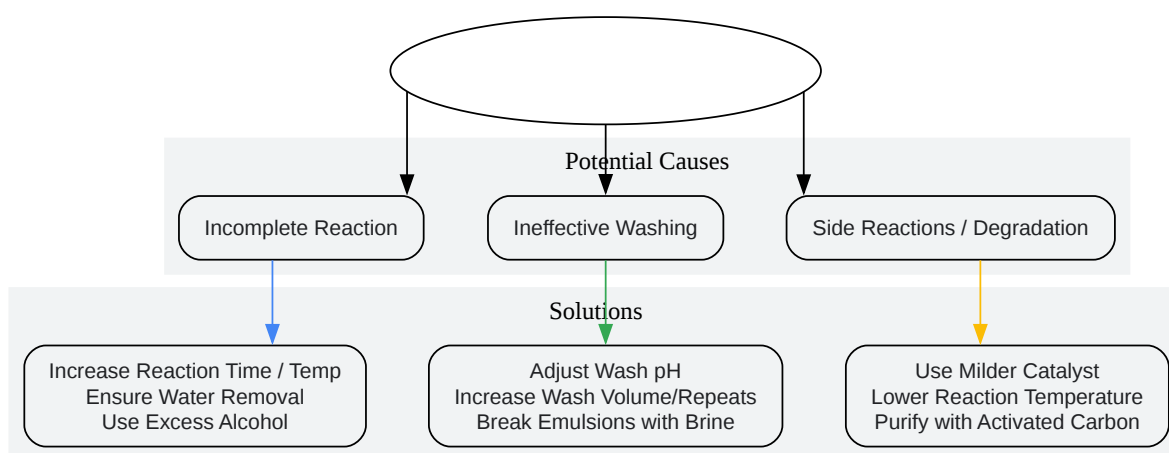 Potential Causes
Incomplete Reaction
Ineffective Washing
Side Reactions / Degradation
Solutions
Increase Reaction Time / Temp
Ensure Water Removal
Use Excess Alcohol
Adjust Wash pH
Increase Wash Volume/Repeats
Break Emulsions with Brine
Use Milder Catalyst
Lower Reaction Temperature
Purify with Activated Carbon